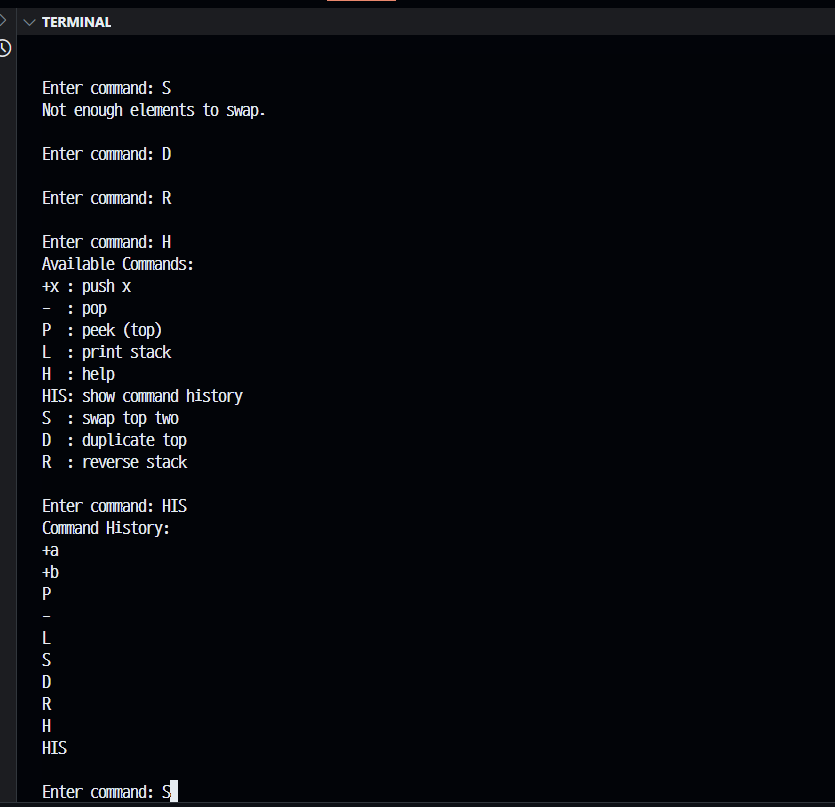 TERMINAL
Enter command: S
Not enough elements to swap.
Enter command: D
Enter command: R
Enter command: H
Available Commands:
+x : push x
-  : pop
P  : peek (top)
L  : print stack
H  : help
HIS: show command history
S  : swap top two
D  : duplicate top
R  : reverse stack
Enter command: HIS
Command History:
+a
+b
P
-
L
S
D
R
H
HIS
Enter command: S